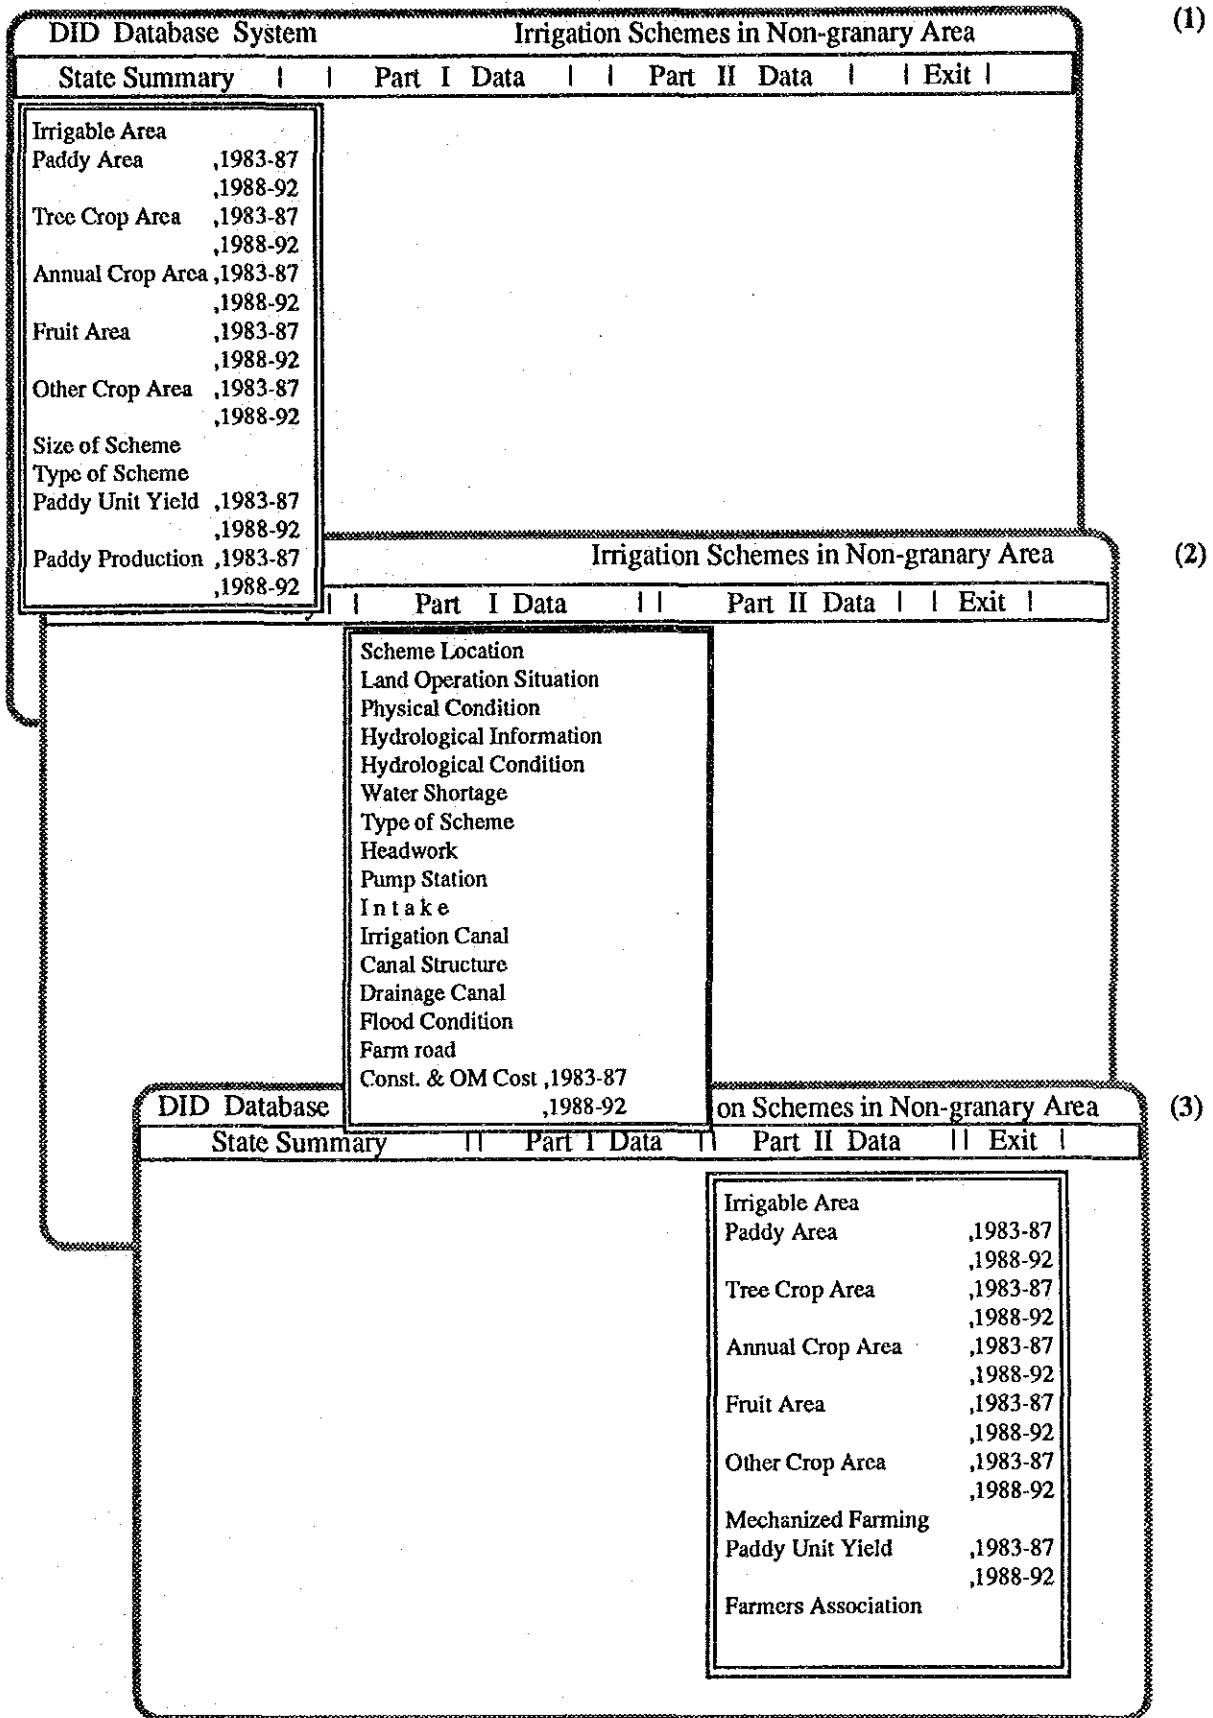 (1)
DID Database System Irrigation Schemes in Non-granary Area
State Summary | | Part I Data | | Part II Data | | Exit |
Irrigable Area
Paddy Area ,1983-87
,1988-92
Tree Crop Area ,1983-87
,1988-92
Annual Crop Area ,1983-87
,1988-92
Fruit Area ,1983-87
,1988-92
Other Crop Area ,1983-87
,1988-92
Size of Scheme
Type of Scheme
Paddy Unit Yield ,1983-87
,1988-92
Paddy Production ,1983-87
,1988-92
Irrigation Schemes in Non-granary Area (2)
y | | Part I Data | | Part II Data | | Exit |
Scheme Location
Land Operation Situation
Physical Condition
Hydrological Information
Hydrological Condition
Water Shortage
Type of Scheme
Headwork
Pump Station
Intake
Irrigation Canal
Canal Structure
Drainage Canal
Flood Condition
Farm road
Const. & OM Cost ,1983-87
,1988-92
DID Database on Schemes in Non-granary Area (3)
State Summary | | Part I Data | | Part II Data | | Exit |
Irrigable Area
Paddy Area ,1983-87
,1988-92
Tree Crop Area ,1983-87
,1988-92
Annual Crop Area ,1983-87
,1988-92
Fruit Area ,1983-87
,1988-92
Other Crop Area ,1983-87
,1988-92
Mechanized Farming
Paddy Unit Yield ,1983-87
,1988-92
Farmers Association